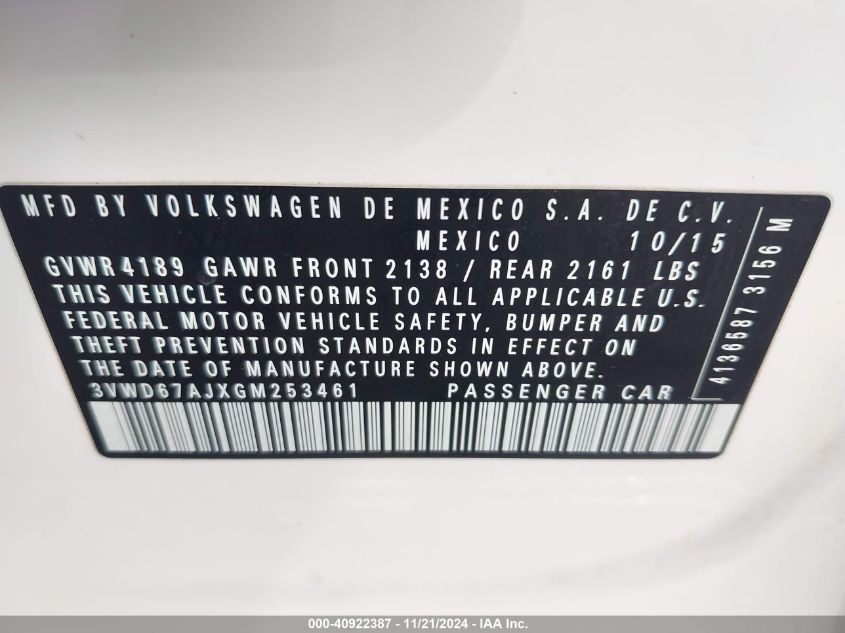 MFD BY VOLKSWAGEN DE MEXICO S.A. DE C.V.
MEXICO 10/15
GVWR 4189 GAWR FRONT 2138 / REAR 2161 LBS
THIS VEHICLE CONFORMS TO ALL APPLICABLE U.S.
FEDERAL MOTOR VEHICLE SAFETY, BUMPER AND
THEFT PREVENTION STANDARDS IN EFFECT ON
THE DATE OF MANUFACTURE SHOWN ABOVE.
3VWD67AJXGM253461 PASSENGER CAR
4136587 3156 M
000-40922387 - 11/21/2024 - IAA Inc.